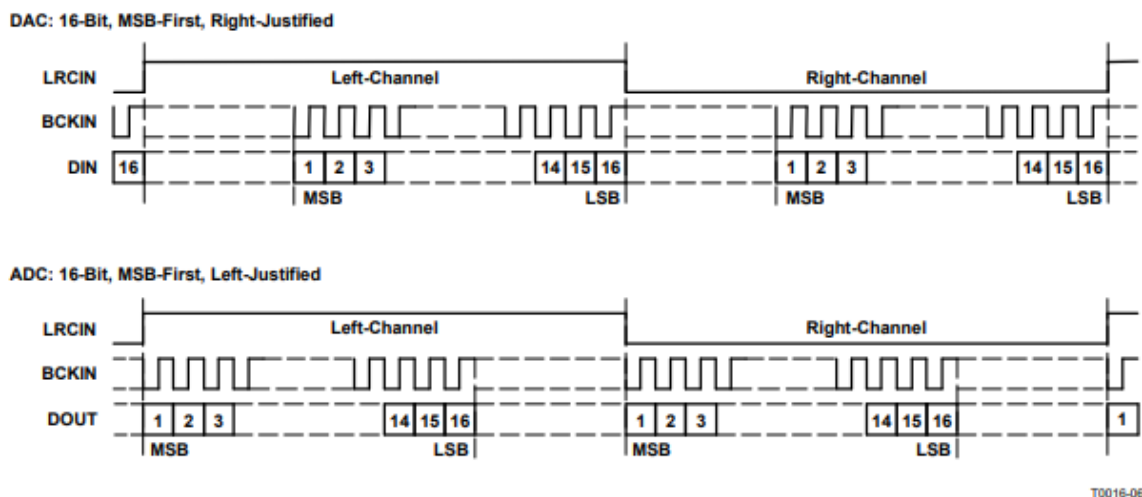 DAC: 16-Bit, MSB-First, Right-Justified
LRCIN Left-Channel Right-Channel
BCKIN
DIN 16 1 2 3 14 15 16 1 2 3 14 15 16
MSB LSB MSB LSB
ADC: 16-Bit, MSB-First, Left-Justified
LRCIN Left-Channel Right-Channel
BCKIN
DOUT 1 2 3 14 15 16 1 2 3 14 15 16 1
MSB LSB MSB LSB